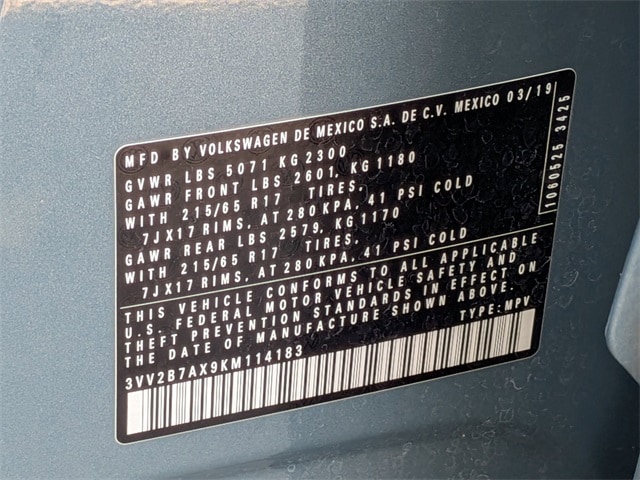 MFD BY VOLKSWAGEN DE MEXICO S.A. DE C.V. MEXICO 03/19
GVWR LBS 5071 KG 2300
GAWR FRONT LBS 2601, KG 1180
WITH 215/65 R17 TIRES,
7JX17 RIMS, AT 280 KPA, 41 PSI COLD
GAWR REAR LBS 2579, KG 1170
WITH 215/65 R17 TIRES,
7JX17 RIMS, AT 280 KPA, 41 PSI COLD
THIS VEHICLE CONFORMS TO ALL APPLICABLE
U.S. FEDERAL MOTOR VEHICLE SAFETY AND
THEFT PREVENTION STANDARDS IN EFFECT ON
THE DATE OF MANUFACTURE SHOWN ABOVE.
TYPE: MPV
3VV2B7AX9KM114183
1060525 3425